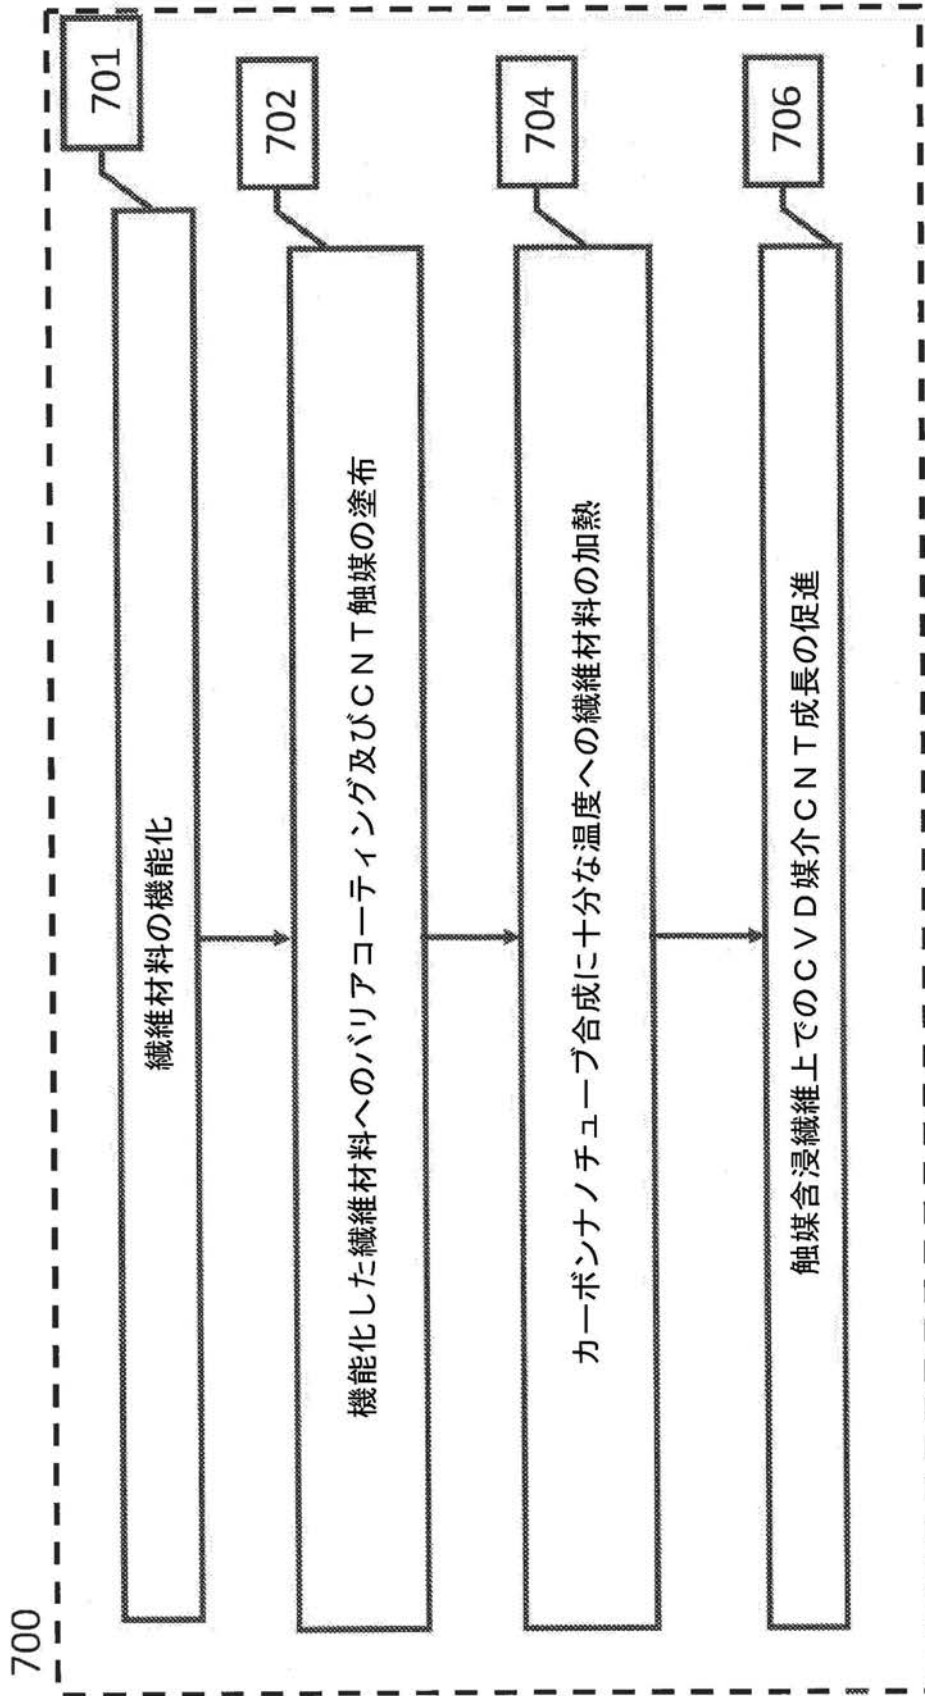 700
701
繊維材料の機能化
702
機能化した繊維材料へのバリアコーティング及びCNT触媒の塗布
704
カーボンナノチューブ合成に十分な温度への繊維材料の加熱
706
触媒含浸繊維上でのCVD媒介CNT成長の促進